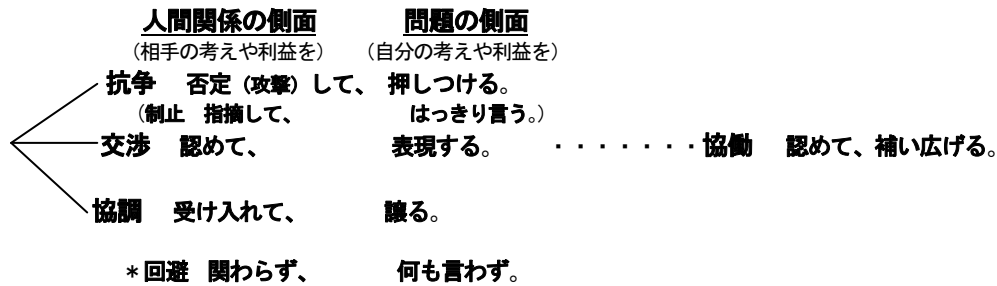 人間関係の側面　　問題の側面
（相手の考えや利益を）　（自分の考えや利益を）
抗争　否定（攻撃）して、押しつける。
（制止　指摘して、　はっきり言う。）
交渉　認めて、　表現する。　・・・・・・・協働　認めて、補い広げる。
協調　受け入れて、　譲る。
＊回避　関わらず、　何も言わず。